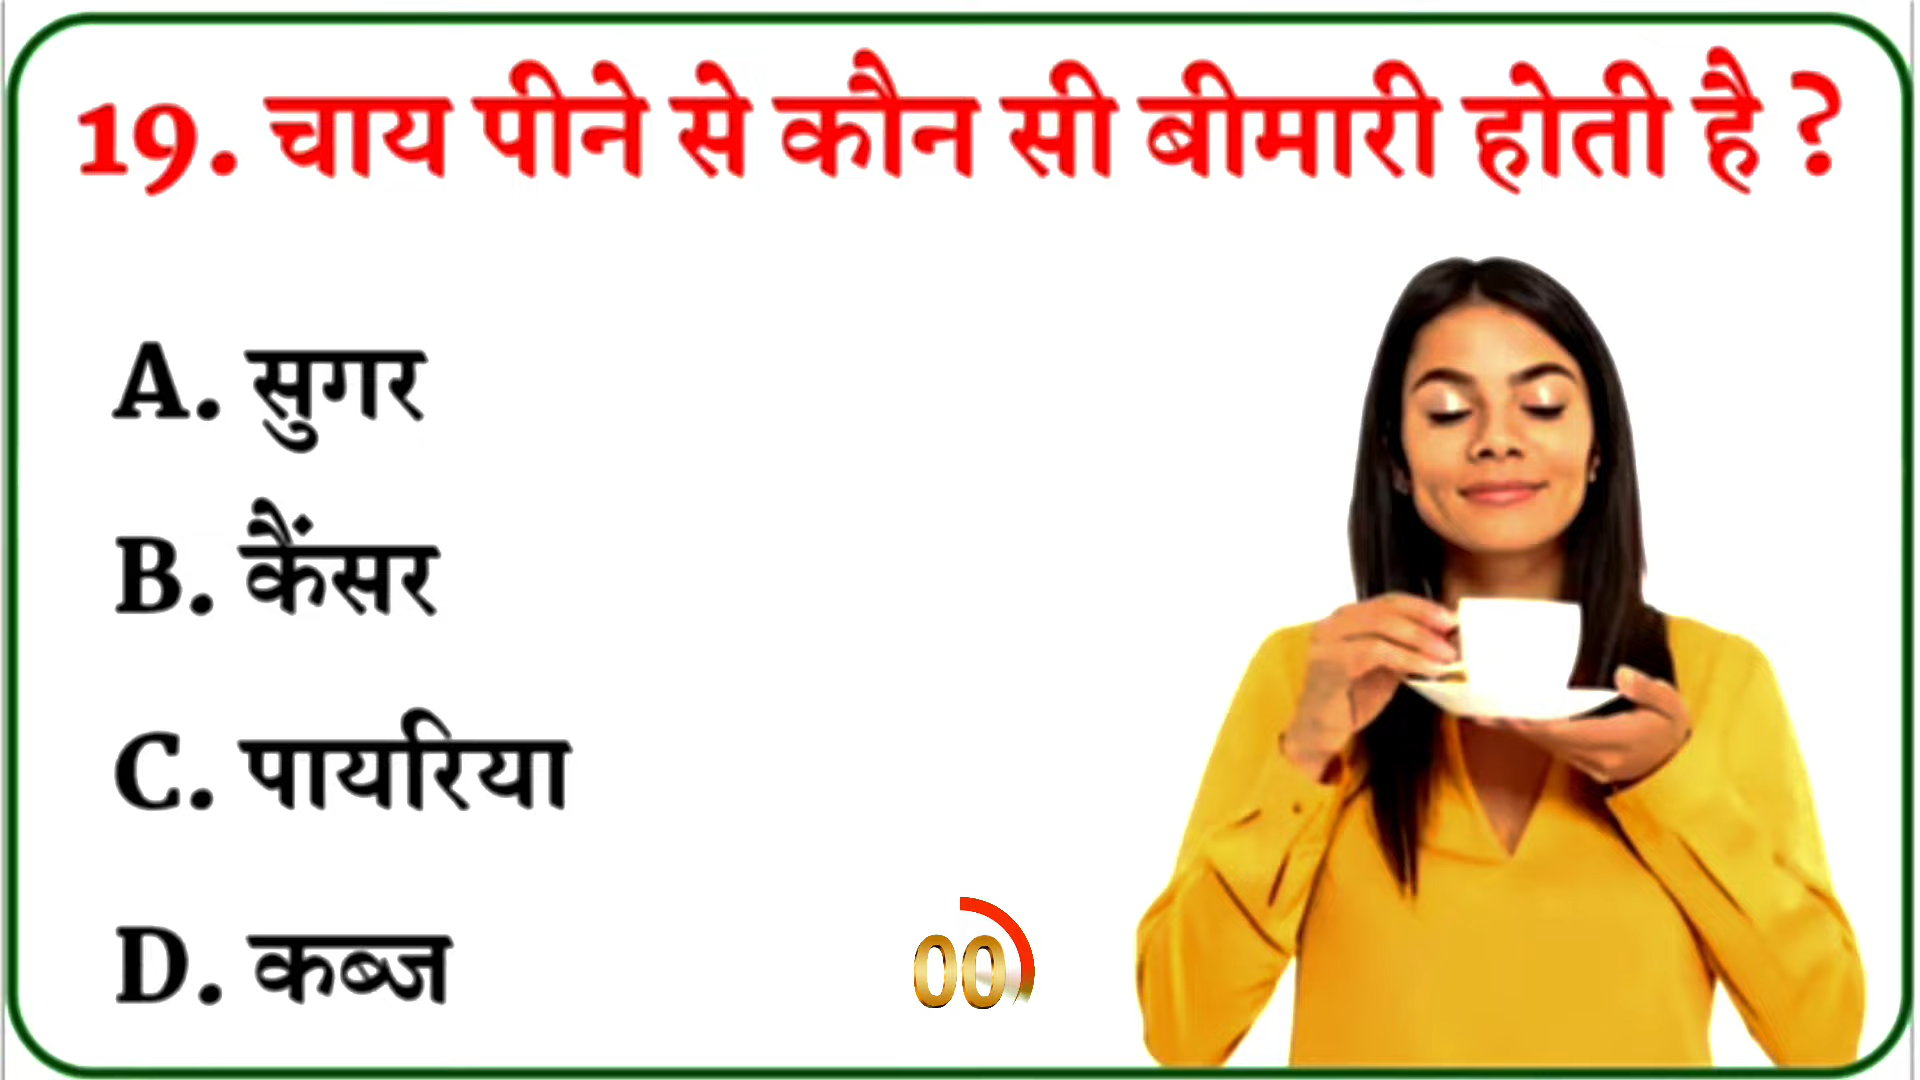 19. चाय पीने से कौन सी बीमारी होती है ?
A. सुगर
B. कैंसर
C. पायरिया
D. कब्ज
00